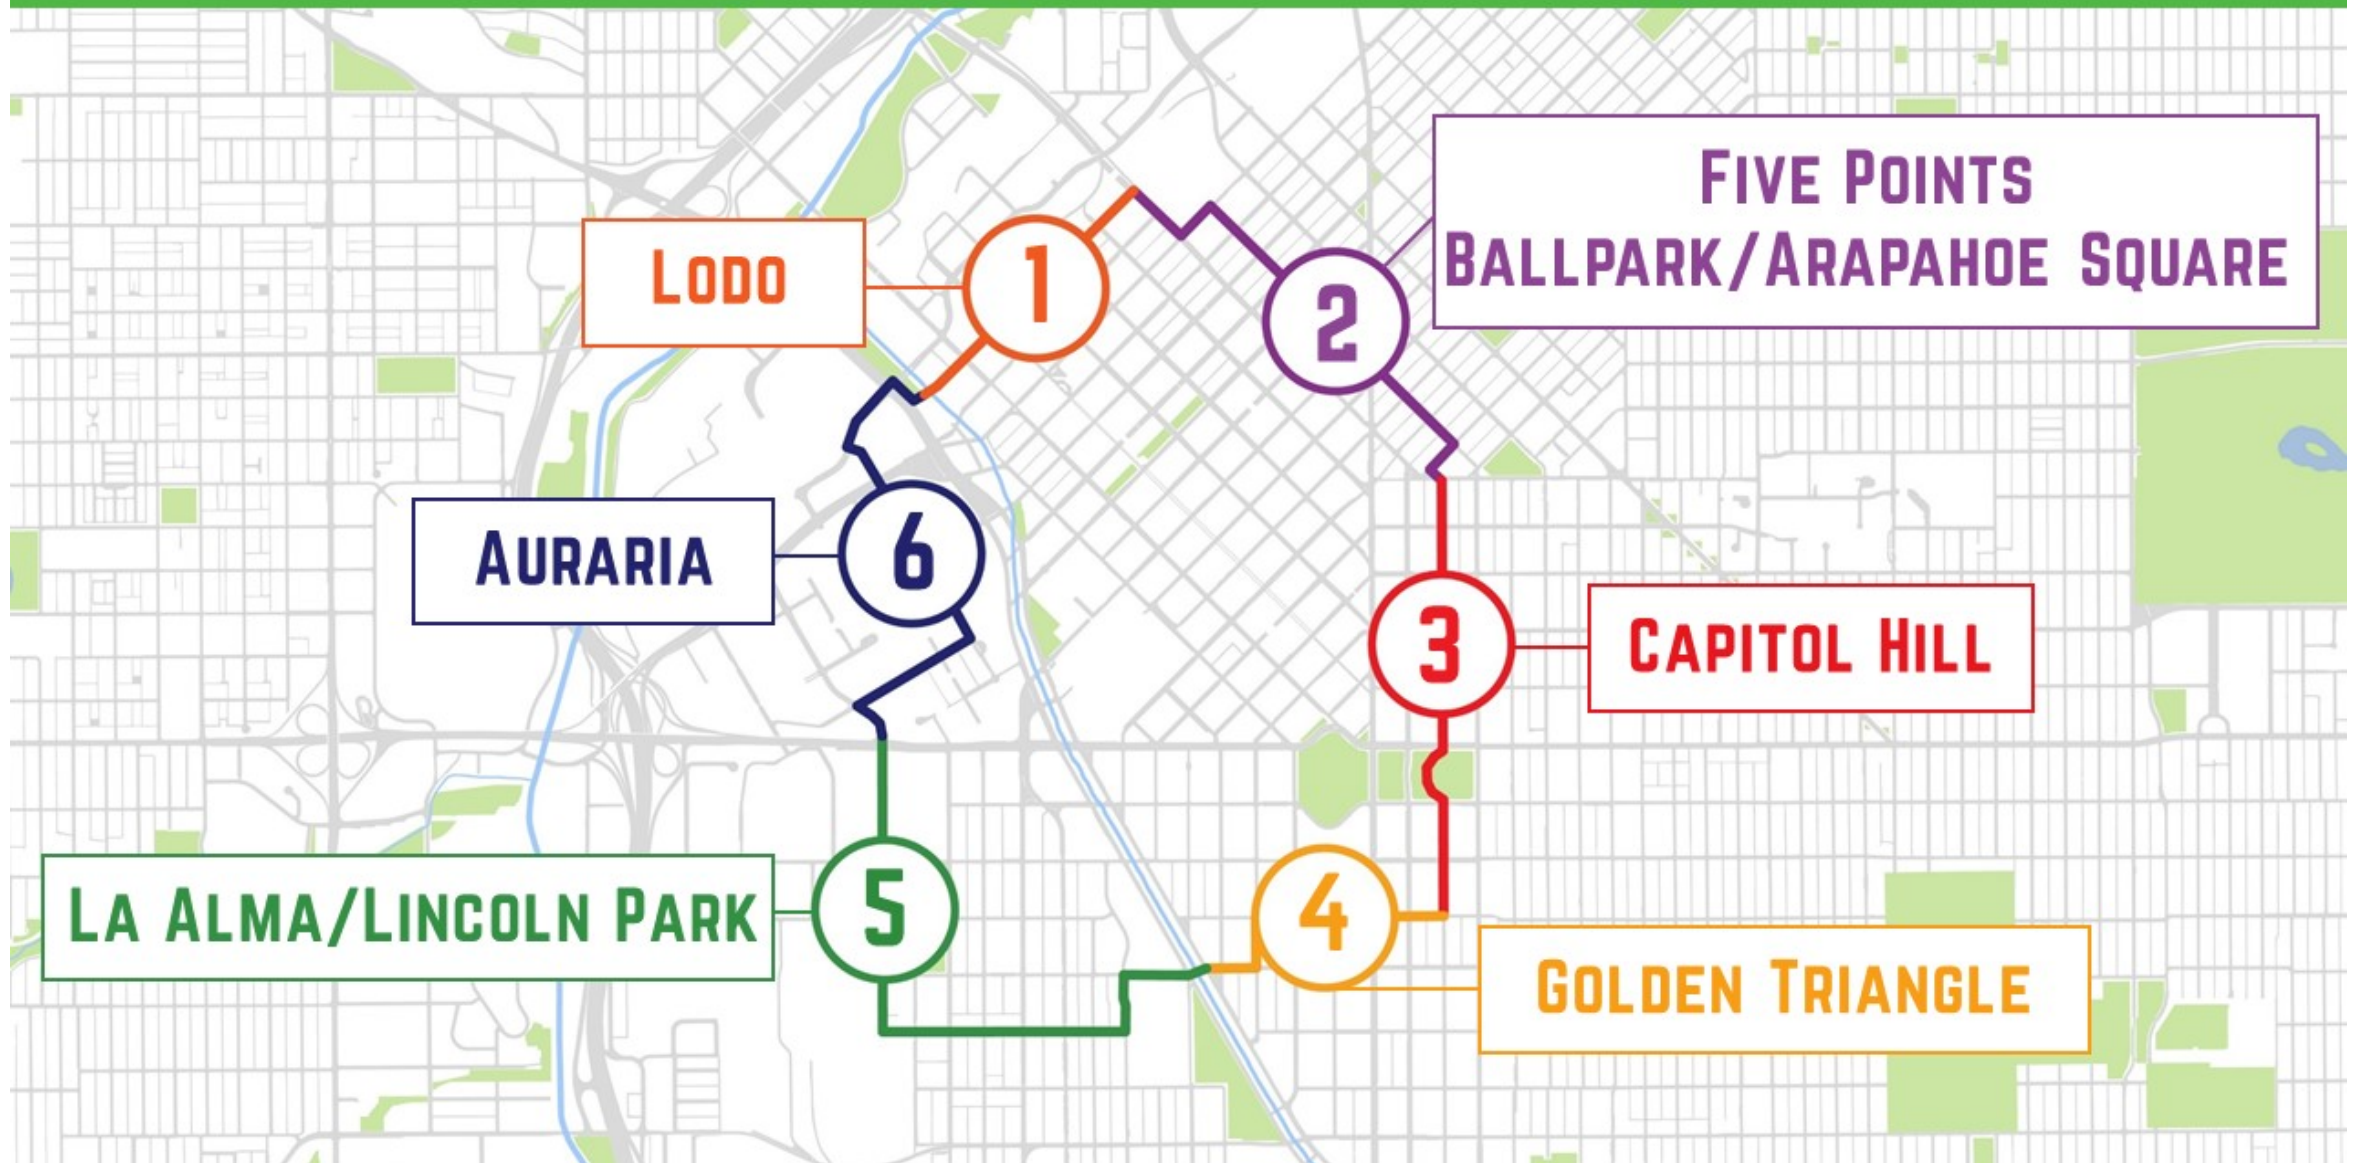 FIVE POINTS
BALLPARK/ARAPAHOE SQUARE
LODO
1
2
AURARIA
6
3
CAPITOL HILL
LA ALMA/LINCOLN PARK
5
4
GOLDEN TRIANGLE